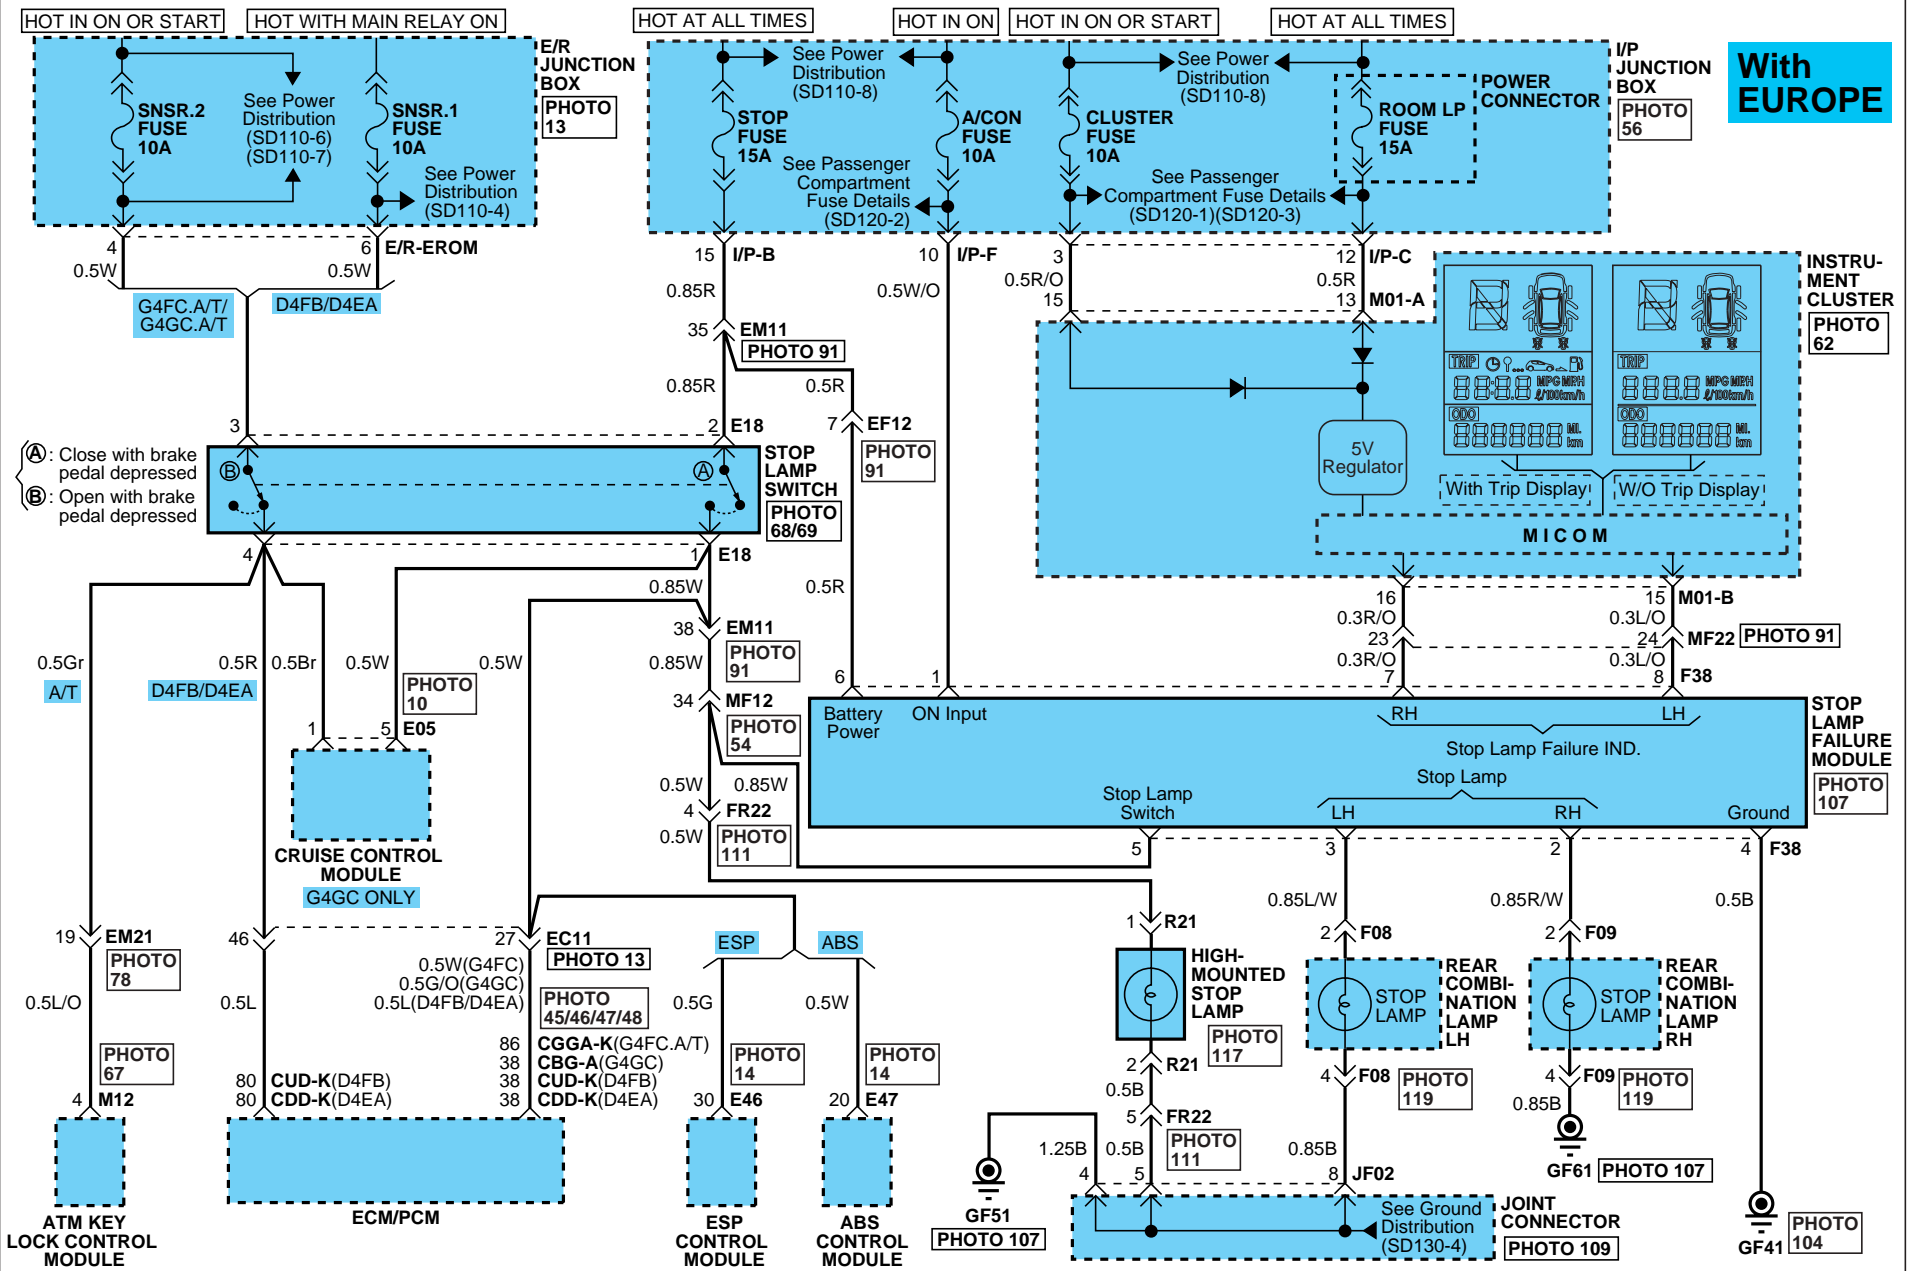 HOT IN ON OR START
HOT WITH MAIN RELAY ON
HOT AT ALL TIMES
HOT IN ON
HOT IN ON OR START
HOT AT ALL TIMES
With
EUROPE
E/R
JUNCTION
BOX
PHOTO
13
SNSR.2
FUSE
10A
See Power
Distribution
(SD110-6)
(SD110-7)
SNSR.1
FUSE
10A
See Power
Distribution
(SD110-4)
See Power
Distribution
(SD110-8)
STOP
FUSE
15A
A/CON
FUSE
10A
See Passenger
Compartment
Fuse Details
(SD120-2)
See Power
Distribution
(SD110-8)
CLUSTER
FUSE
10A
ROOM LP
FUSE
15A
POWER
CONNECTOR
See Passenger
Compartment Fuse Details
(SD120-1)(SD120-3)
I/P
JUNCTION
BOX
PHOTO
56
4
6
E/R-EROM
0.5W
0.5W
G4FC.A/T/
G4GC.A/T
D4FB/D4EA
15
I/P-B
10
I/P-F
3
12
I/P-C
0.85R
0.5W/O
0.5R/O
0.5R
15
13
M01-A
35
EM11
PHOTO 91
0.85R
0.5R
7
EF12
PHOTO
91
INSTRU-
MENT
CLUSTER
PHOTO
62
TRIP
MPG MPH
ℓ/100km/h
ODO
MI.
km
TRIP
MPG MPH
ℓ/100km/h
ODO
MI.
km
5V
Regulator
With Trip Display
W/O Trip Display
MICOM
3
2
E18
A : Close with brake
pedal depressed
B : Open with brake
pedal depressed
B
A
STOP
LAMP
SWITCH
PHOTO
68/69
4
1
E18
0.85W
0.5R
16
15
M01-B
0.3R/O
0.3L/O
23
24
MF22
PHOTO 91
0.3R/O
0.3L/O
38
EM11
PHOTO
91
0.5Gr
A/T
0.5R
D4FB/D4EA
0.5Br
0.5W
PHOTO
10
0.5W
0.85W
34
MF12
PHOTO
54
1
5
E05
CRUISE CONTROL
MODULE
G4GC ONLY
0.5W
0.85W
4
FR22
0.5W
PHOTO
111
6
1
7
8
F38
Battery
Power
ON Input
RH
LH
Stop Lamp Failure IND.
Stop Lamp
Stop Lamp
Switch
LH
RH
Ground
STOP
LAMP
FAILURE
MODULE
PHOTO
107
5
3
2
4
F38
0.85L/W
0.85R/W
0.5B
19
EM21
PHOTO
78
0.5L/O
46
27
EC11
PHOTO 13
0.5W(G4FC)
0.5G/O(G4GC)
0.5L(D4FB/D4EA)
0.5L
PHOTO
45/46/47/48
ESP
ABS
0.5G
0.5W
1
R21
HIGH-
MOUNTED
STOP
LAMP
PHOTO
117
2
F08
STOP
LAMP
REAR
COMBI-
NATION
LAMP
LH
2
F09
STOP
LAMP
REAR
COMBI-
NATION
LAMP
RH
PHOTO
67
4
M12
80
CUD-K(D4FB)
80
CDD-K(D4EA)
86
CGGA-K(G4FC.A/T)
38
CBG-A(G4GC)
38
CUD-K(D4FB)
38
CDD-K(D4EA)
PHOTO
14
30
E46
PHOTO
14
20
E47
2
R21
0.5B
5
FR22
PHOTO
111
4
F08
PHOTO
119
4
F09
PHOTO
119
0.85B
GF61
PHOTO 107
1.25B
0.5B
0.85B
4
5
8
JF02
GF51
PHOTO 107
See Ground
Distribution
(SD130-4)
JOINT
CONNECTOR
PHOTO 109
GF41
PHOTO
104
ATM KEY
LOCK CONTROL
MODULE
ECM/PCM
ESP
CONTROL
MODULE
ABS
CONTROL
MODULE